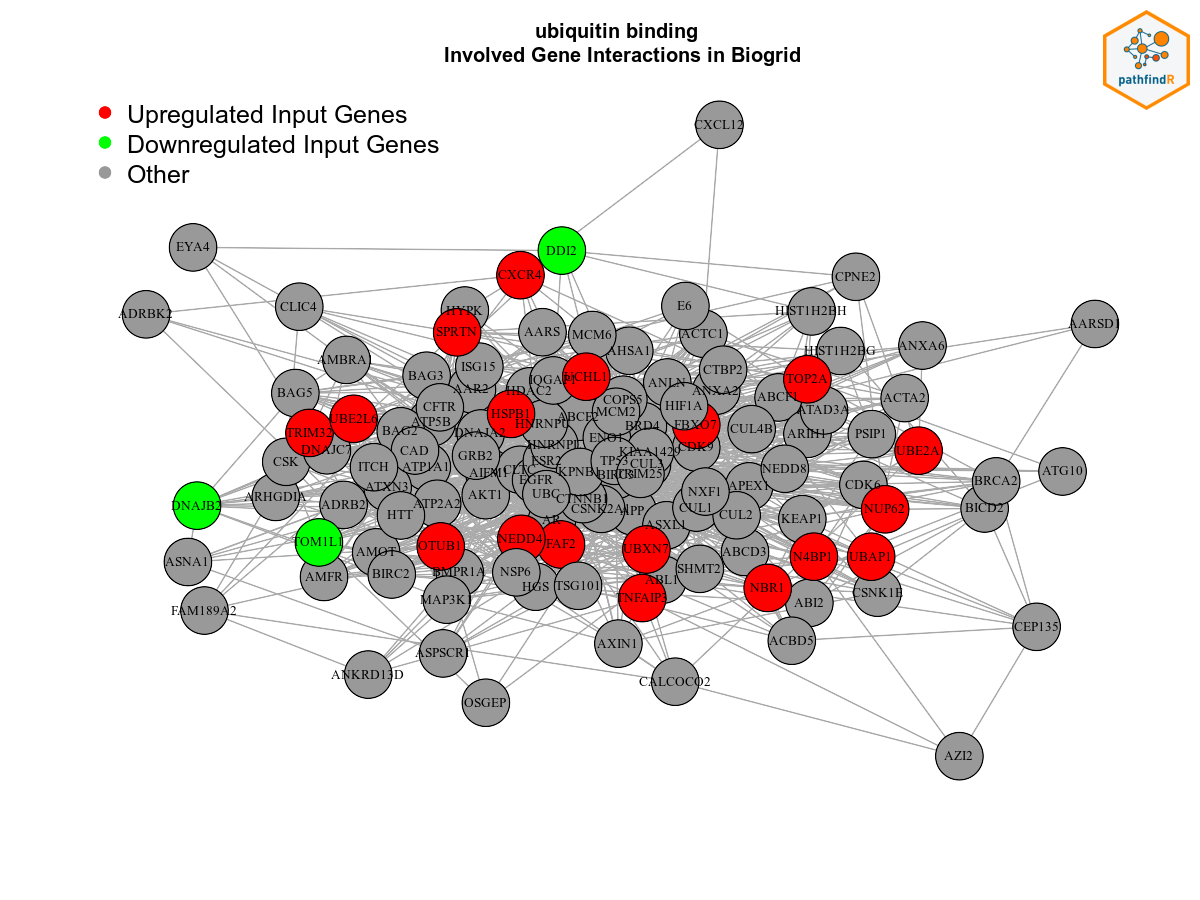 ubiquitin binding
Involved Gene Interactions in Biogrid
pathfindR
Upregulated Input Genes
Downregulated Input Genes
Other
CXCL12
EYA4
DDI2
CXCR4
CPNE2
ADRBK2
CLIC4
HYPK
E6
HIST1H2BH
AARSD1
SPRTN
AARS
MCM6
ACTC1
AMBRA1
AHSA1
HIST1H2BG
ANXA6
BAG3
ISG15
IQGAP1
UCHL1
ANLN
CTBP2
TOP2A
BAG5
AAR2
HDAC2
ANXA2
ABCF1
ACTA2
CFTR
COPS5
HIF1A
UBE2L6
ATP5B
HSPB1
ABCE1
MCM2
ATAD3A
TRIM32
BAG2
DNAJA2
HNRNPU
BRD4
FBXO7
CUL4B
ARIH1
PSIP1
DNAJC7
CAD
HNRNPL
ENO1
KIAA1429
CDK9
UBE2A
CSK
ITCH
ATP1A1
GRB2
ESR2
TP53
CUL3
NEDD8
ATG10
AIFM1
CLTC
KPNB1
BIRC3
TRIM25
ATXN3
EGFR
APEX1
CDK6
BRCA2
ARHGDIA
AKT1
UBC
CTNNB1
NXF1
DNAJB2
ADRB2
ATP2A2
CSNK2A1
APP
CUL1
NUP62
BICD2
HTT
AR
ASXL1
CUL2
KEAP1
TOM1L1
OTUB1
NEDD4
FAF2
UBXN7
ABCD3
N4BP1
UBAP1
ASNA1
AMOT
AMFR
BIRC2
BMPR1A
NSP6
HGS
TSG101
ABL1
SHMT2
NBR1
CSNK1E
FAM189A2
MAP3K1
TNFAIP3
ABI2
CEP135
AXIN1
ACBD5
ASPSCR1
ANKRD13D
CALCOCO2
OSGEP
AZI2